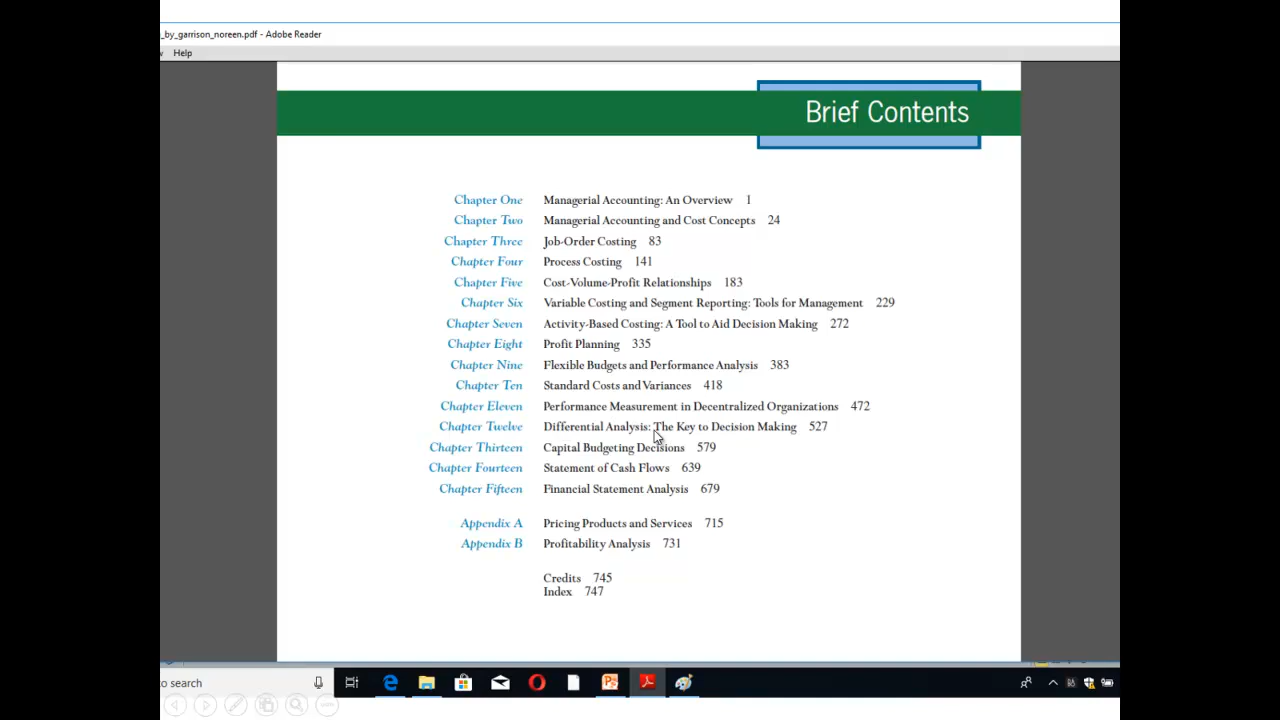 _by_garrison_noreen.pdf - Adobe Reader
Help
Brief Contents
Chapter One Managerial Accounting: An Overview 1
Chapter Two Managerial Accounting and Cost Concepts 24
Chapter Three Job-Order Costing 83
Chapter Four Process Costing 141
Chapter Five Cost-Volume-Profit Relationships 183
Chapter Six Variable Costing and Segment Reporting: Tools for Management 229
Chapter Seven Activity-Based Costing: A Tool to Aid Decision Making 272
Chapter Eight Profit Planning 335
Chapter Nine Flexible Budgets and Performance Analysis 383
Chapter Ten Standard Costs and Variances 418
Chapter Eleven Performance Measurement in Decentralized Organizations 472
Chapter Twelve Differential Analysis: The Key to Decision Making 527
Chapter Thirteen Capital Budgeting Decisions 579
Chapter Fourteen Statement of Cash Flows 639
Chapter Fifteen Financial Statement Analysis 679
Appendix A Pricing Products and Services 715
Appendix B Profitability Analysis 731
Credits 745
Index 747
to search